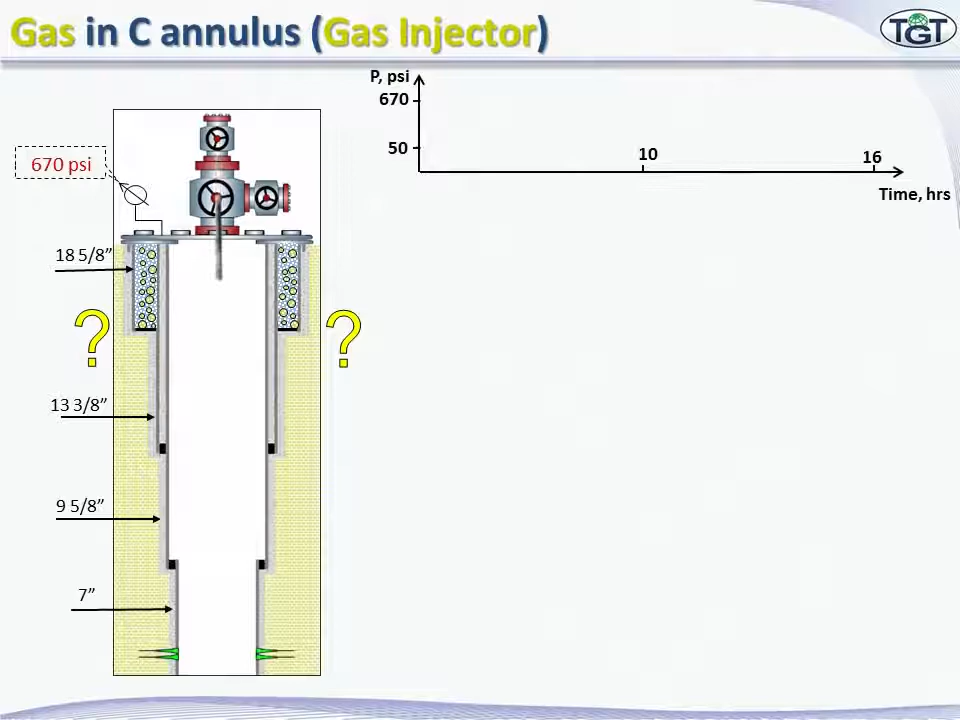 Gas in C annulus (Gas Injector)
TGT
P, psi
670
50
10
16
Time, hrs
670 psi
18 5/8”
?
?
13 3/8”
9 5/8”
7”